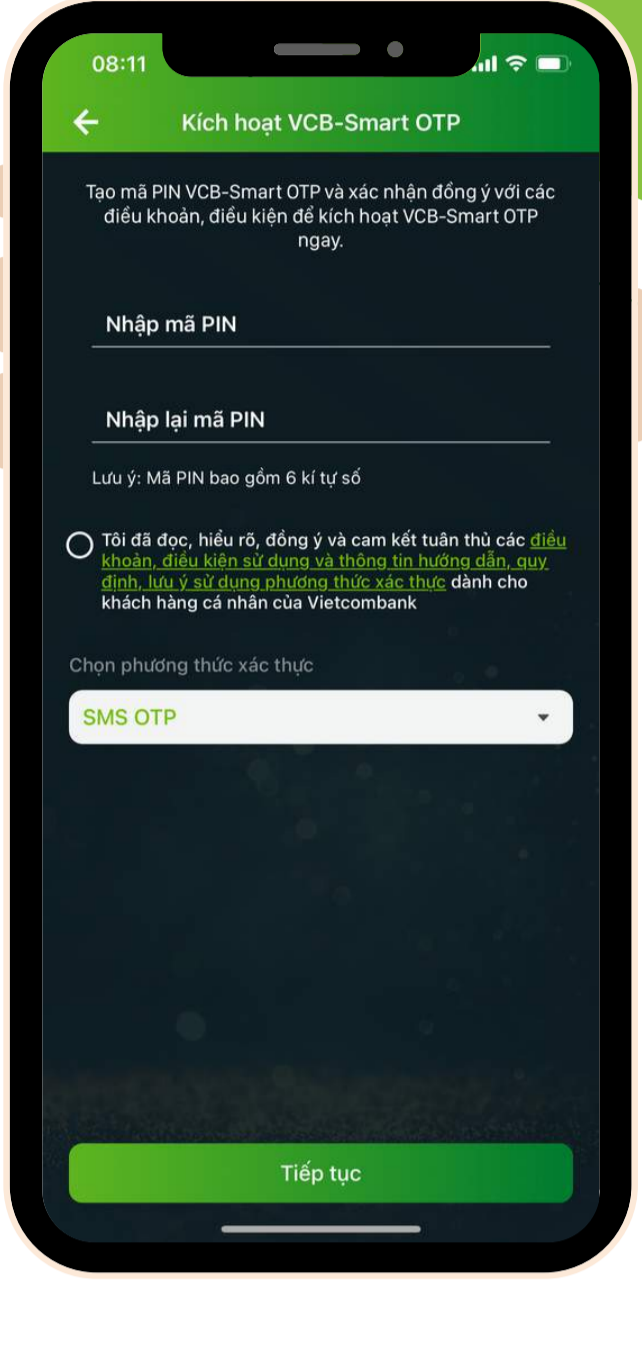 08:11
Kích hoạt VCB-Smart OTP
Tạo mã PIN VCB-Smart OTP và xác nhận đồng ý với các
điều khoản, điều kiện để kích hoạt VCB-Smart OTP
ngay.
Nhập mã PIN
Nhập lại mã PIN
Lưu ý: Mã PIN bao gồm 6 kí tự số
Tôi đã đọc, hiểu rõ, đồng ý và cam kết tuân thủ các điều
khoản, điều kiện sử dụng và thông tin hướng dẫn, quy
định, lưu ý sử dụng phương thức xác thực dành cho
khách hàng cá nhân của Vietcombank
Chọn phương thức xác thực
SMS OTP
Tiếp tục